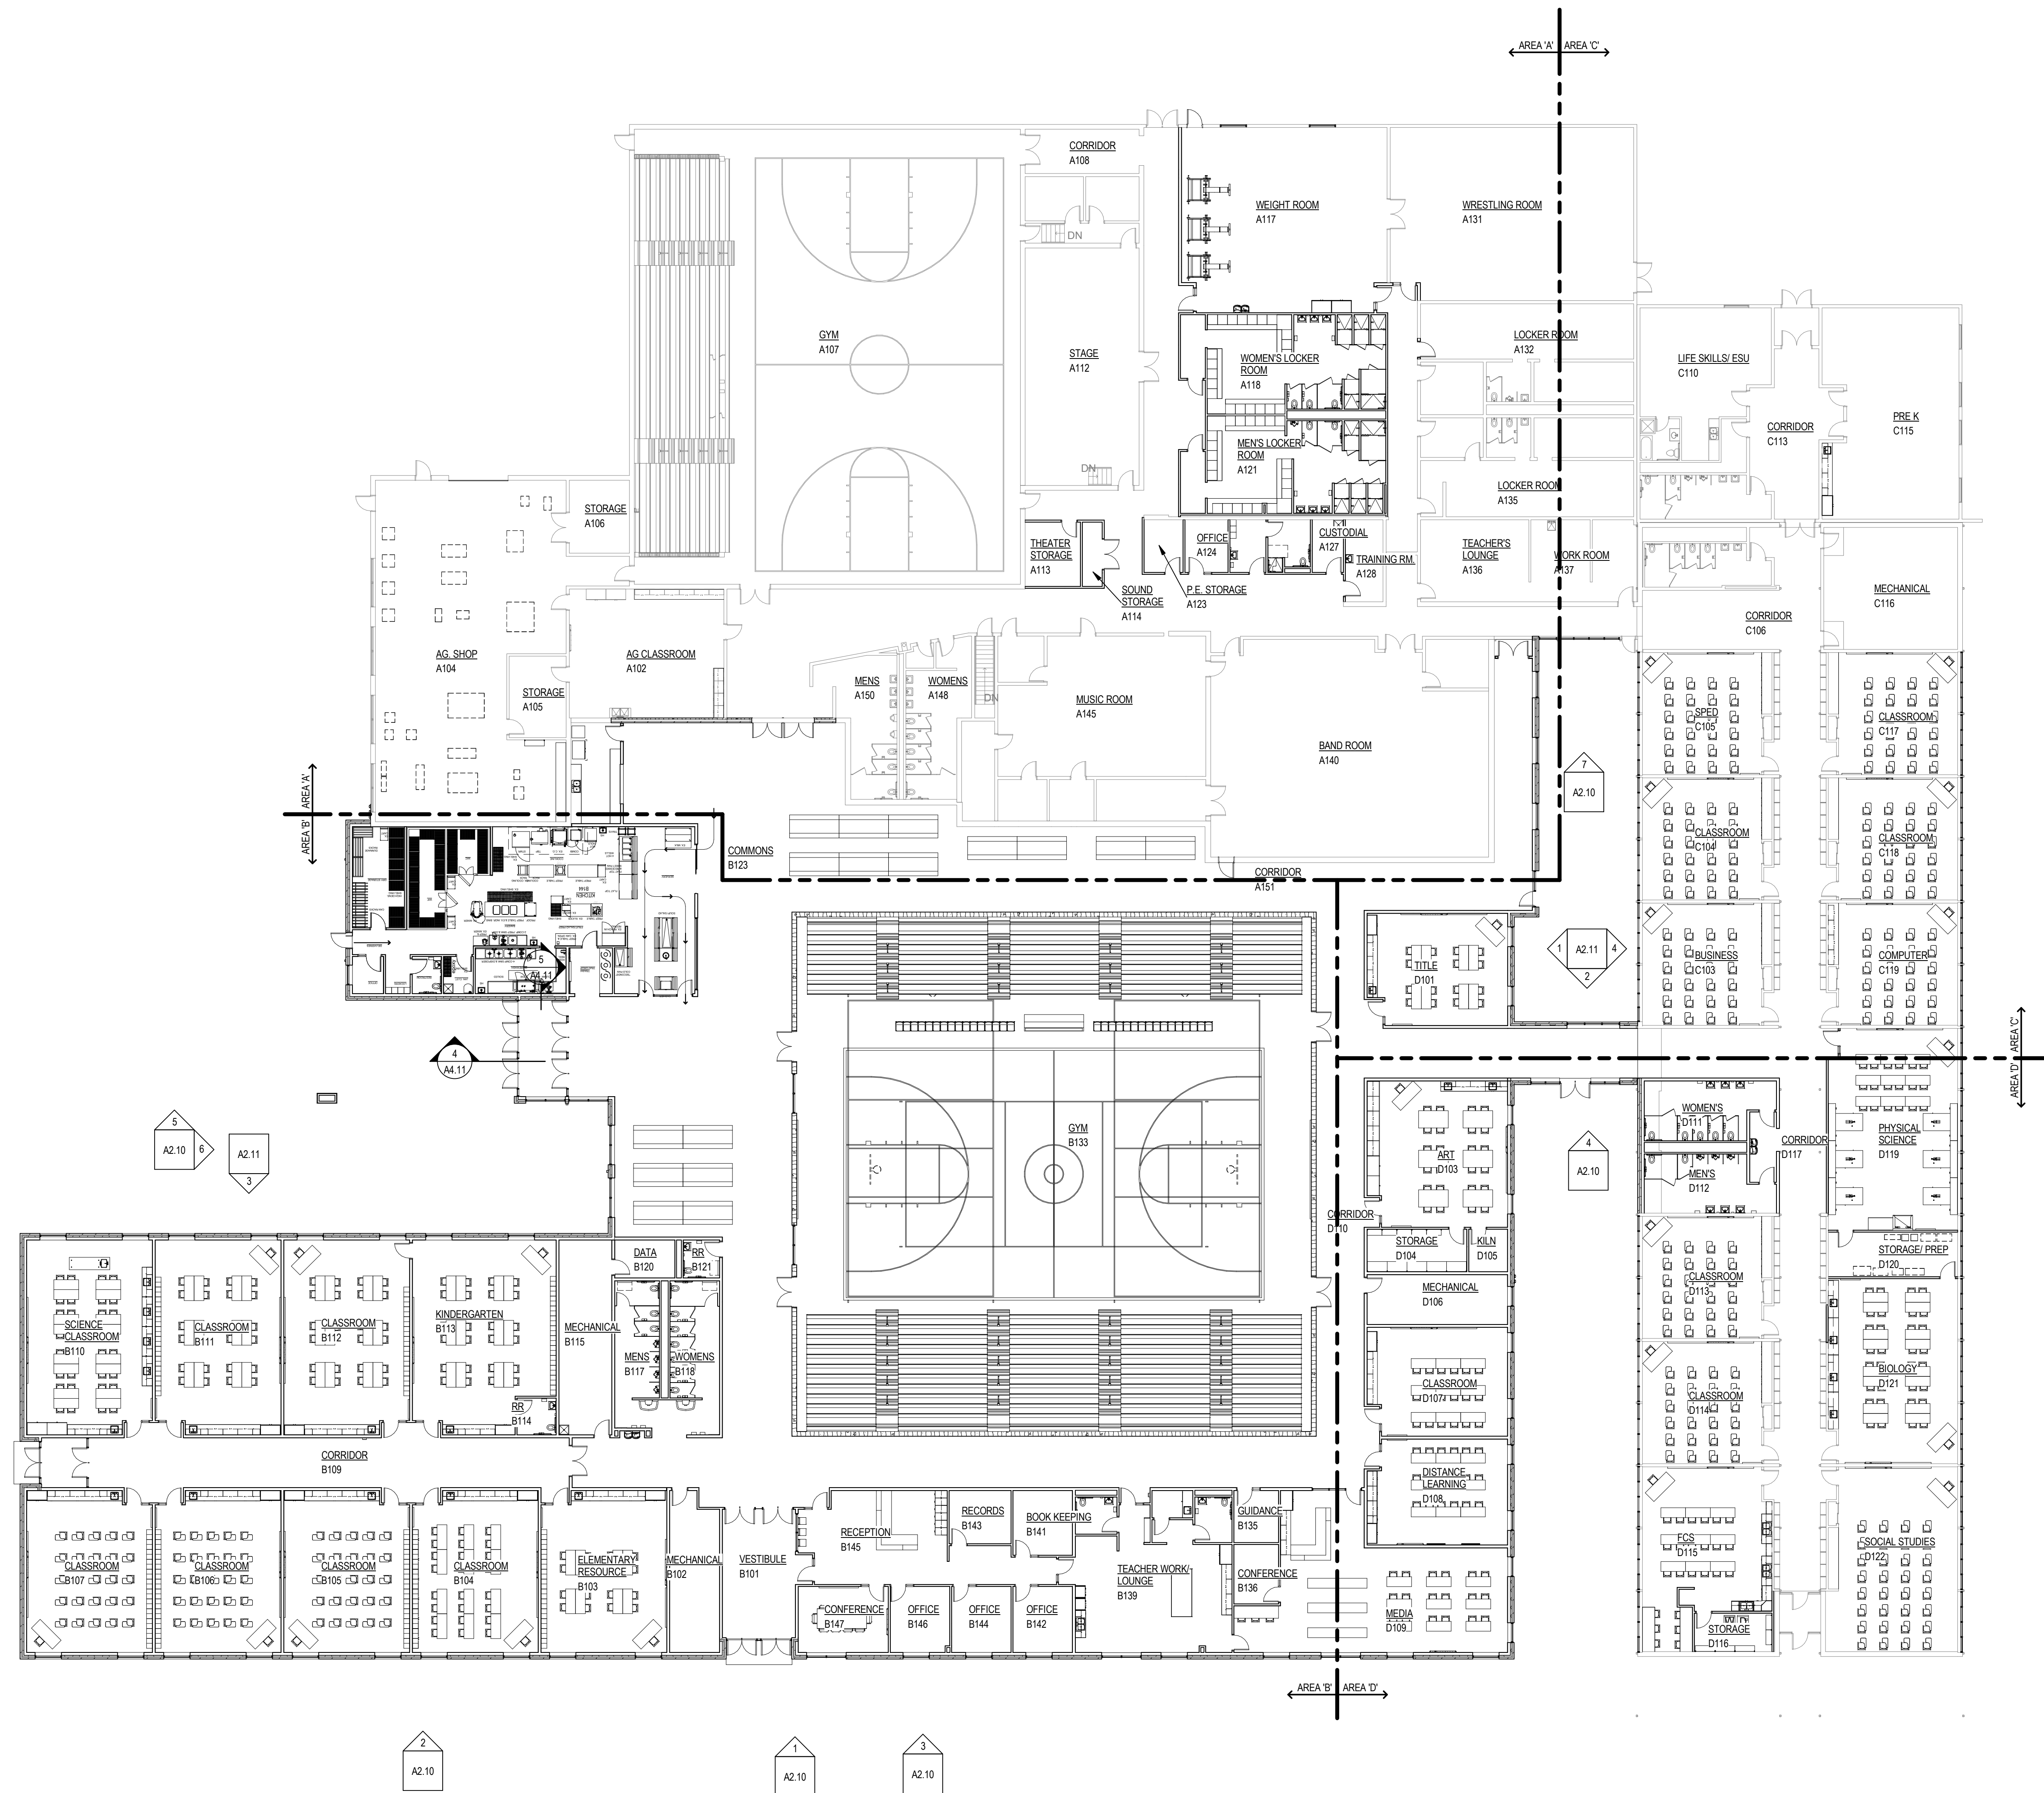 AREA 'A' AREA 'C'
CORRIDOR
A108
WEIGHT ROOM
A117
WRESTLING ROOM
A131
DN
GYM
A107
STAGE
A112
WOMEN'S LOCKER
ROOM
A118
LOCKER ROOM
A132
LIFE SKILLS/ ESU
C110
CORRIDOR
C113
PRE K
C115
MEN'S LOCKER
ROOM
A121
DN
LOCKER ROOM
A135
STORAGE
A106
THEATER
STORAGE
A113
OFFICE
A124
CUSTODIAL
A127
TRAINING RM.
A128
TEACHER'S
LOUNGE
A136
WORK ROOM
A137
SOUND
STORAGE
A114
P.E. STORAGE
A123
MECHANICAL
C116
CORRIDOR
C106
AG. SHOP
A104
AG CLASSROOM
A102
STORAGE
A105
MENS
A150
WOMENS
A148
DN
MUSIC ROOM
A145
BAND ROOM
A140
SPED
C105
CLASSROOM
C117
7
A2.10
AREA 'B' AREA 'A'
COMMONS
B123
CORRIDOR
A151
CLASSROOM
C104
CLASSROOM
C118
KITCHEN
B144
5
A4.11
TITLE
D101
1
A2.11
4
2
BUSINESS
C103
COMPUTER
C119
4
A4.11
AREA 'D' AREA 'C'
5
A2.10
6
A2.11
3
GYM
B133
ART
D103
4
A2.10
WOMEN'S
D111
MEN'S
D112
CORRIDOR
D117
PHYSICAL
SCIENCE
D119
CORRIDOR
D110
STORAGE
D104
KILN
D105
STORAGE/ PREP
D120
DATA
B120
RR
B121
MECHANICAL
D106
CLASSROOM
D113
SCIENCE
CLASSROOM
B110
CLASSROOM
B111
CLASSROOM
B112
KINDERGARTEN
B113
MECHANICAL
B115
MENS
B117
WOMENS
B118
RR
B114
CLASSROOM
D107
CLASSROOM
D114
BIOLOGY
D121
CORRIDOR
B109
DISTANCE
LEARNING
D108
CLASSROOM
B107
CLASSROOM
B106
CLASSROOM
B105
CLASSROOM
B104
ELEMENTARY
RESOURCE
B103
MECHANICAL
B102
VESTIBULE
B101
RECEPTION
B145
RECORDS
B143
BOOK KEEPING
B141
GUIDANCE
B135
TEACHER WORK/
LOUNGE
B139
CONFERENCE
B136
FCS
D115
SOCIAL STUDIES
D122
CONFERENCE
B147
OFFICE
B146
OFFICE
B144
OFFICE
B142
MEDIA
D109
STORAGE
D116
AREA 'B' AREA 'D'
2
A2.10
1
A2.10
3
A2.10